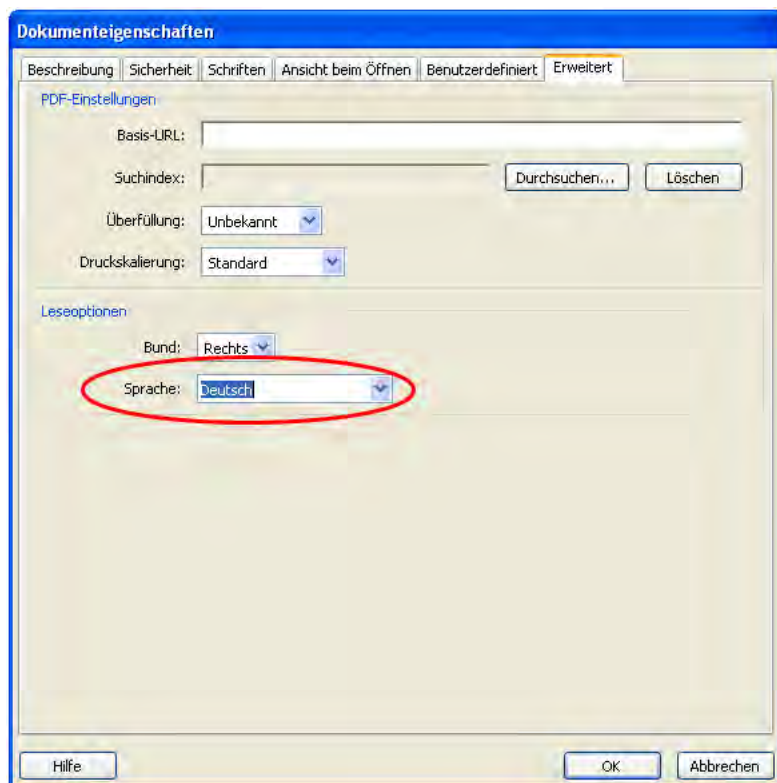 Dokumenteigenschaften
Beschreibung Sicherheit Schriften Ansicht beim Öffnen Benutzerdefiniert Erweitert
PDF-Einstellungen
Basis-URL:
Suchindex: Durchsuchen... Löschen
Überfüllung: Unbekannt
Druckskalierung: Standard
Leseoptionen
Bund: Rechts
Sprache: Deutsch
Hilfe OK Abbrechen